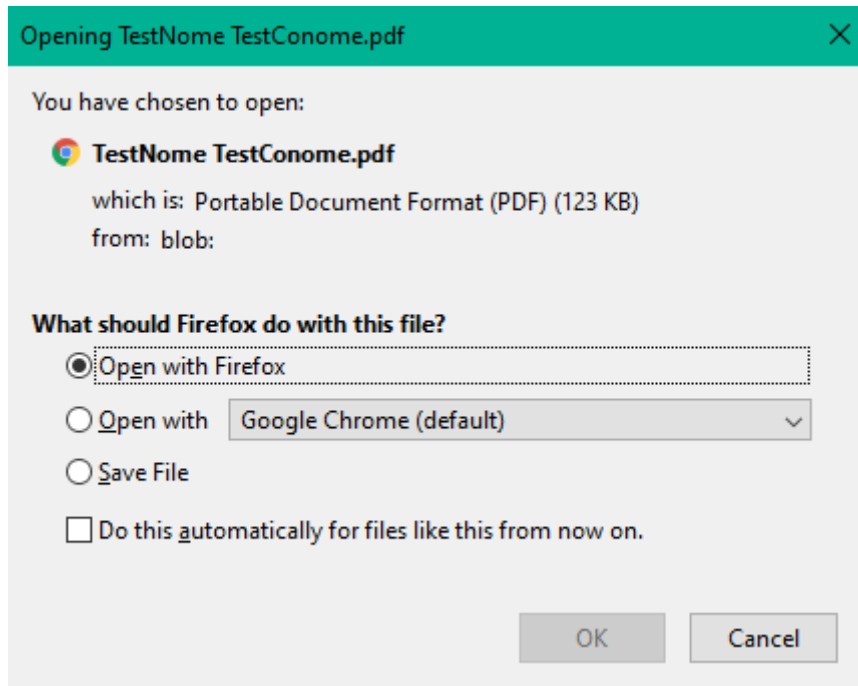 Opening TestNome TestConome.pdf
You have chosen to open:
TestNome TestConome.pdf
which is: Portable Document Format (PDF) (123 KB)
from: blob:
What should Firefox do with this file?
Open with Firefox
Open with Google Chrome (default)
Save File
Do this automatically for files like this from now on.
OK Cancel